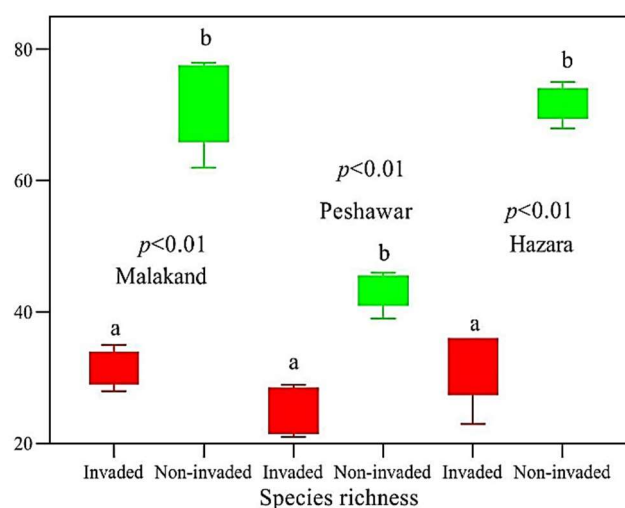 80
60
40
20
b
b
p<0.01
Peshawar
p<0.01
Hazara
p<0.01
Malakand
b
a
a
a
Invaded Non-invaded Invaded Non-invaded Invaded Non-invaded
Species richness